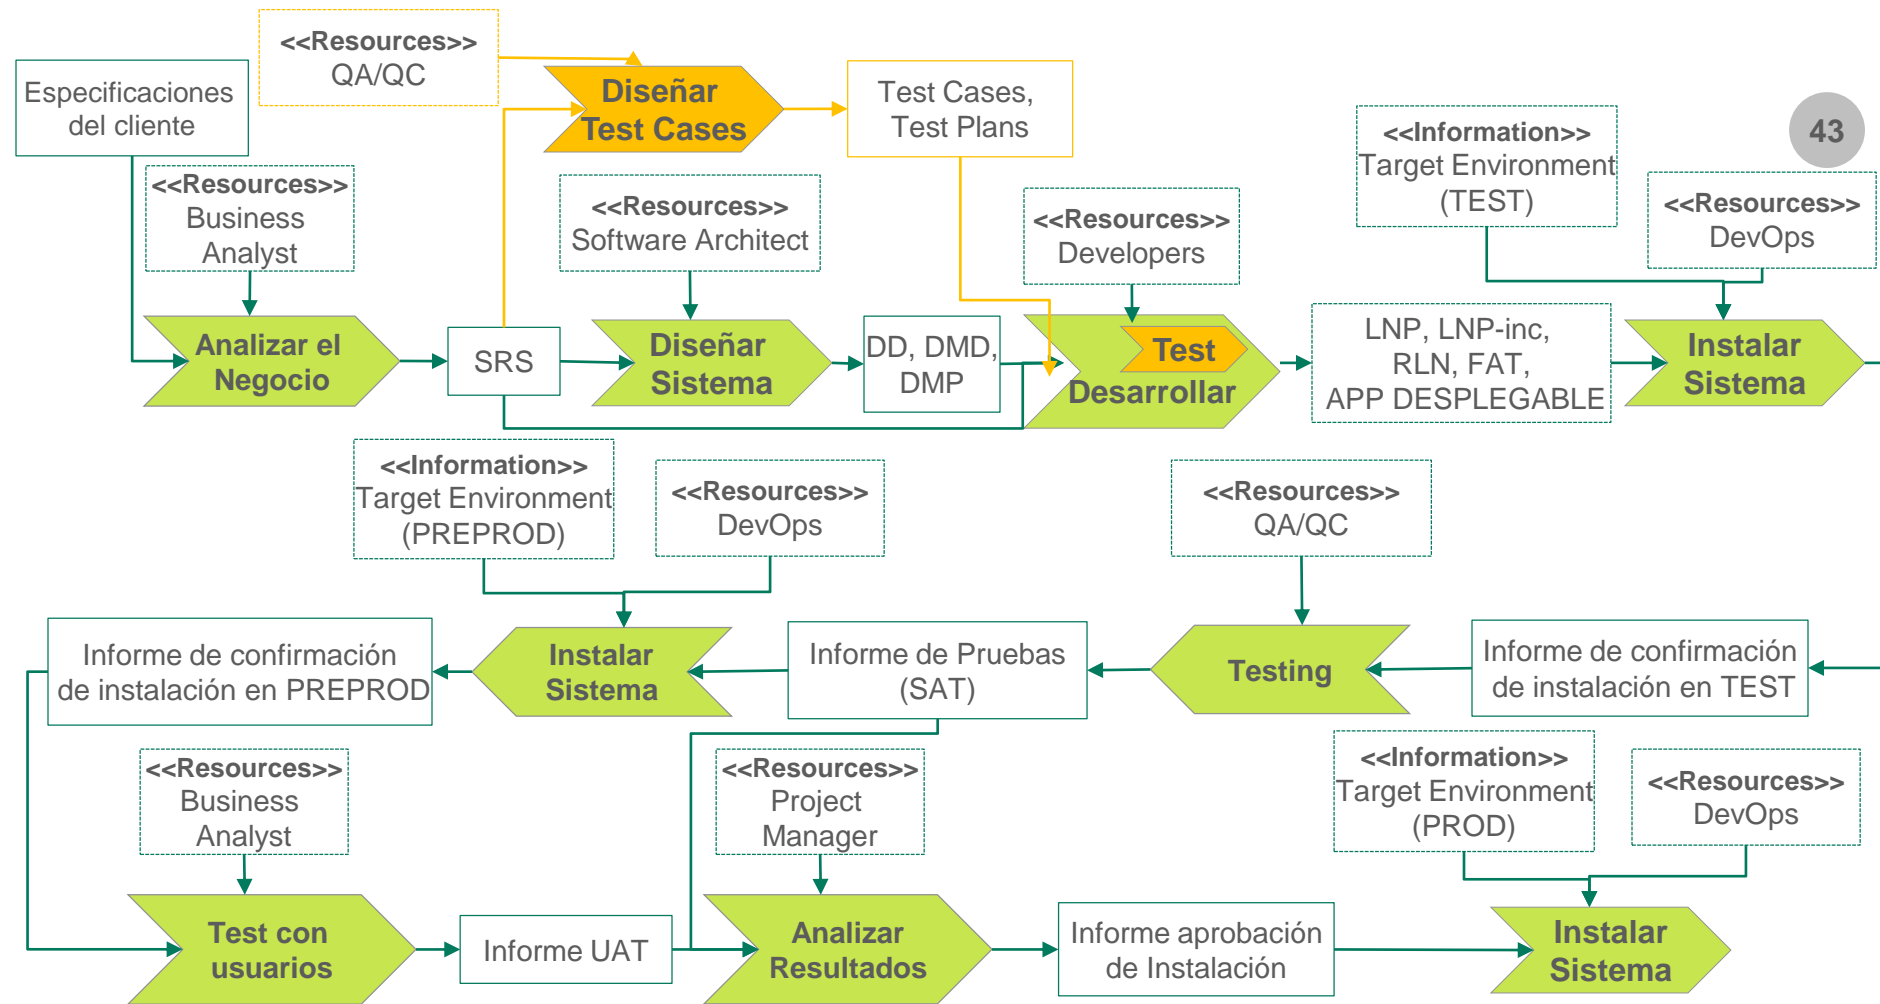 <<Resources>>
QA/QC
Especificaciones
del cliente
Diseñar
Test Cases
Test Cases,
Test Plans
<<Information>>
Target Environment
(TEST)
43
<<Resources>>
Business
Analyst
<<Resources>>
Software Architect
<<Resources>>
Developers
<<Resources>>
DevOps
Analizar el
Negocio
SRS
Diseñar
Sistema
DD, DMD,
DMP
Test
Desarrollar
LNP, LNP-inc,
RLN, FAT,
APP DESPLEGABLE
Instalar
Sistema
<<Information>>
Target Environment
(PREPROD)
<<Resources>>
DevOps
<<Resources>>
QA/QC
Informe de confirmación
de instalación en PREPROD
Instalar
Sistema
Informe de Pruebas
(SAT)
Testing
Informe de confirmación
de instalación en TEST
<<Resources>>
Business
Analyst
<<Resources>>
Project
Manager
<<Information>>
Target Environment
(PROD)
<<Resources>>
DevOps
Test con
usuarios
Informe UAT
Analizar
Resultados
Informe aprobación
de Instalación
Instalar
Sistema